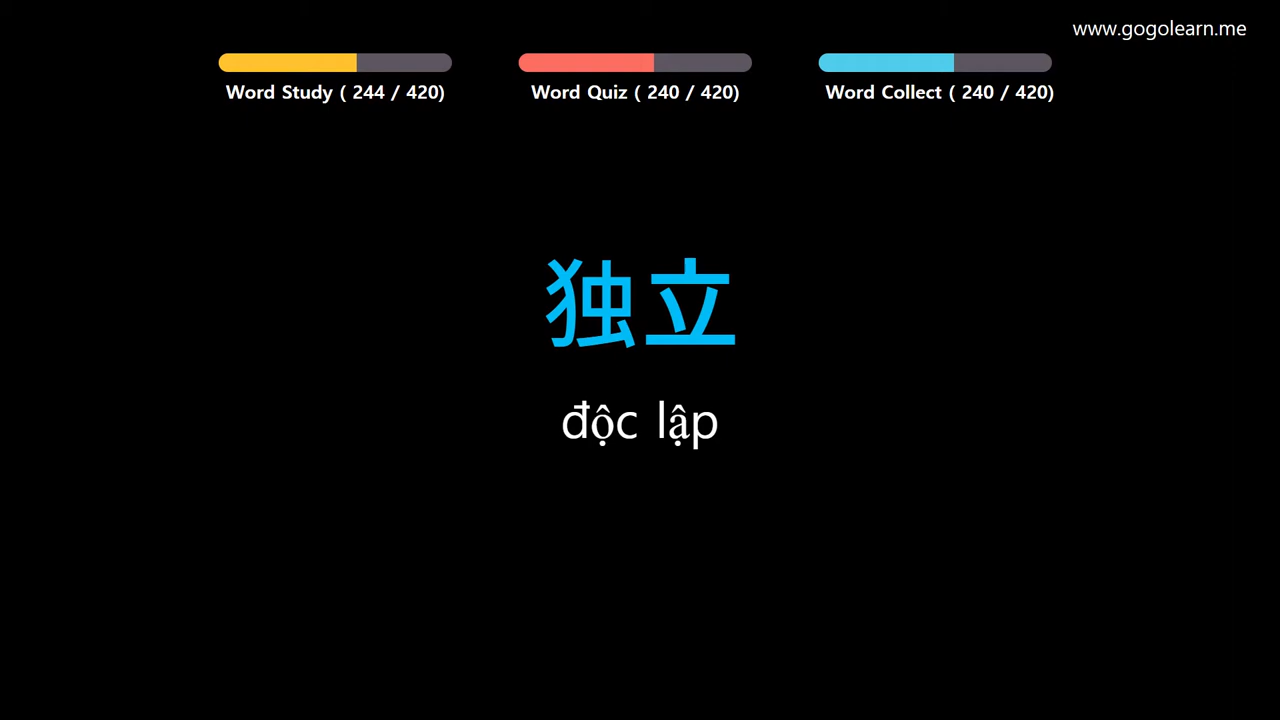 www.gogolearn.me
Word Study ( 244 / 420)
Word Quiz ( 240 / 420)
Word Collect ( 240 / 420)
独立
độc lập